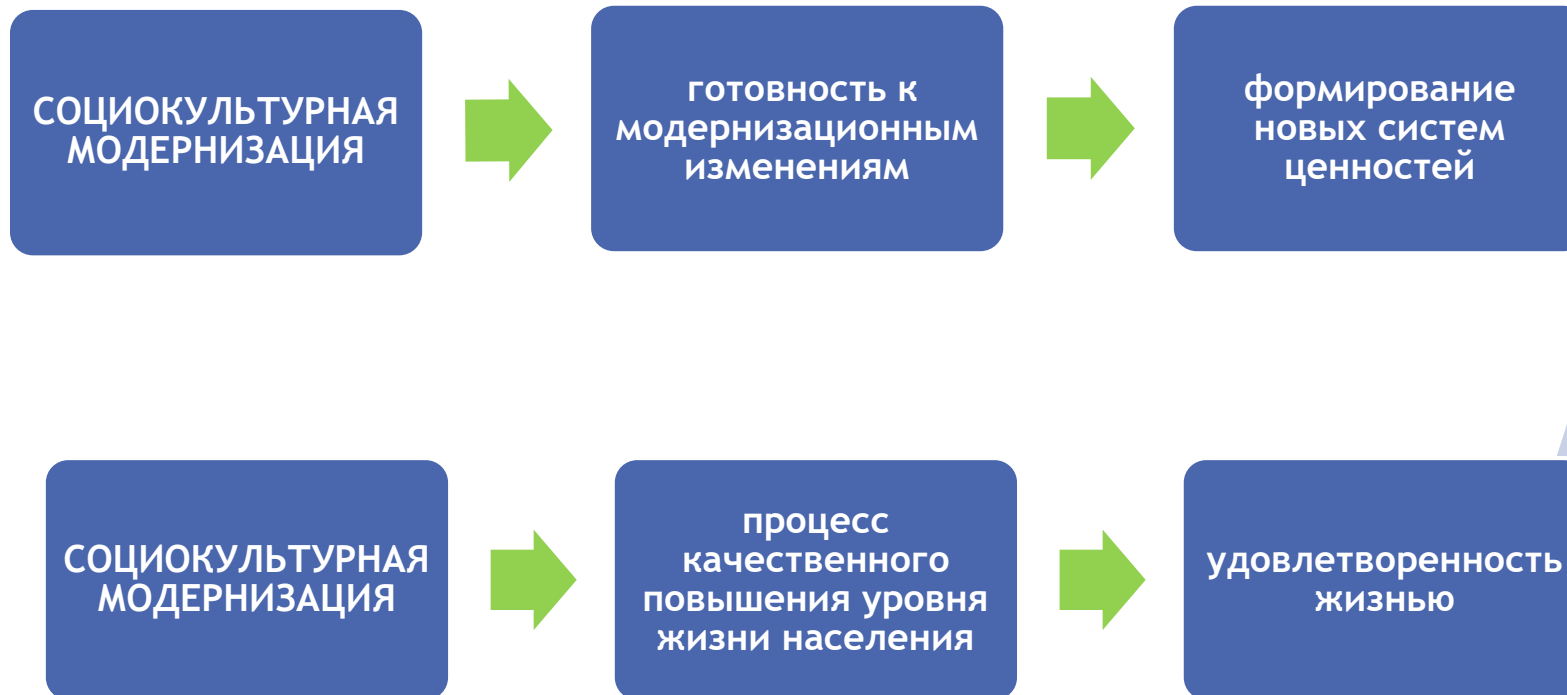 СОЦИОКУЛЬТУРНАЯ
МОДЕРНИЗАЦИЯ
готовность к
модернизационным
изменениям
формирование
новых систем
ценностей
СОЦИОКУЛЬТУРНАЯ
МОДЕРНИЗАЦИЯ
процесс
качественного
повышения уровня
жизни населения
удовлетворенность
жизнью